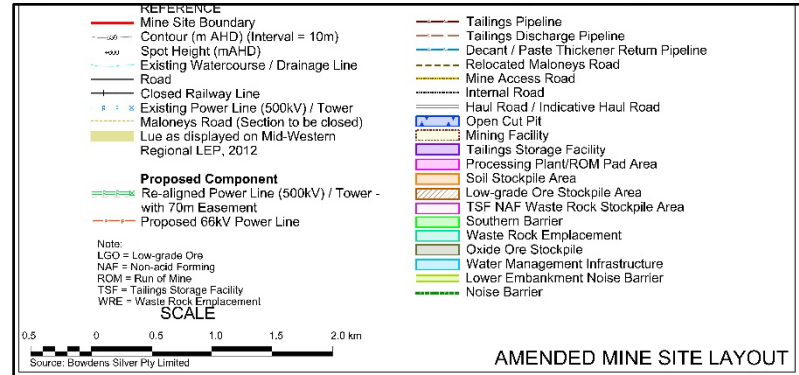 REFERENCE
Mine Site Boundary
Contour (m AHD) (Interval = 10m)
Spot Height (mAHD)
Existing Watercourse / Drainage Line
Road
Closed Railway Line
Existing Power Line (500kV) / Tower
Maloneys Road (Section to be closed)
Lue as displayed on Mid-Western
Regional LEP, 2012
Proposed Component
Re-aligned Power Line (500kV) / Tower -
with 70m Easement
Proposed 66kV Power Line
Note:
LGO = Low-grade Ore
NAF = Non-acid Forming
ROM = Run of Mine
TSF = Tailings Storage Facility
WRE = Waste Rock Emplacement
SCALE
0.5 0 0.5 1.0 1.5 2.0 km
Source: Bowdens Silver Pty Limited
Tailings Pipeline
Tailings Discharge Pipeline
Decant / Paste Thickener Return Pipeline
Relocated Maloneys Road
Mine Access Road
Internal Road
Haul Road / Indicative Haul Road
Open Cut Pit
Mining Facility
Tailings Storage Facility
Processing Plant/ROM Pad Area
Soil Stockpile Area
Low-grade Ore Stockpile Area
TSF NAF Waste Rock Stockpile Area
Southern Barrier
Waste Rock Emplacement
Oxide Ore Stockpile
Water Management Infrastructure
Lower Embankment Noise Barrier
Noise Barrier
AMENDED MINE SITE LAYOUT